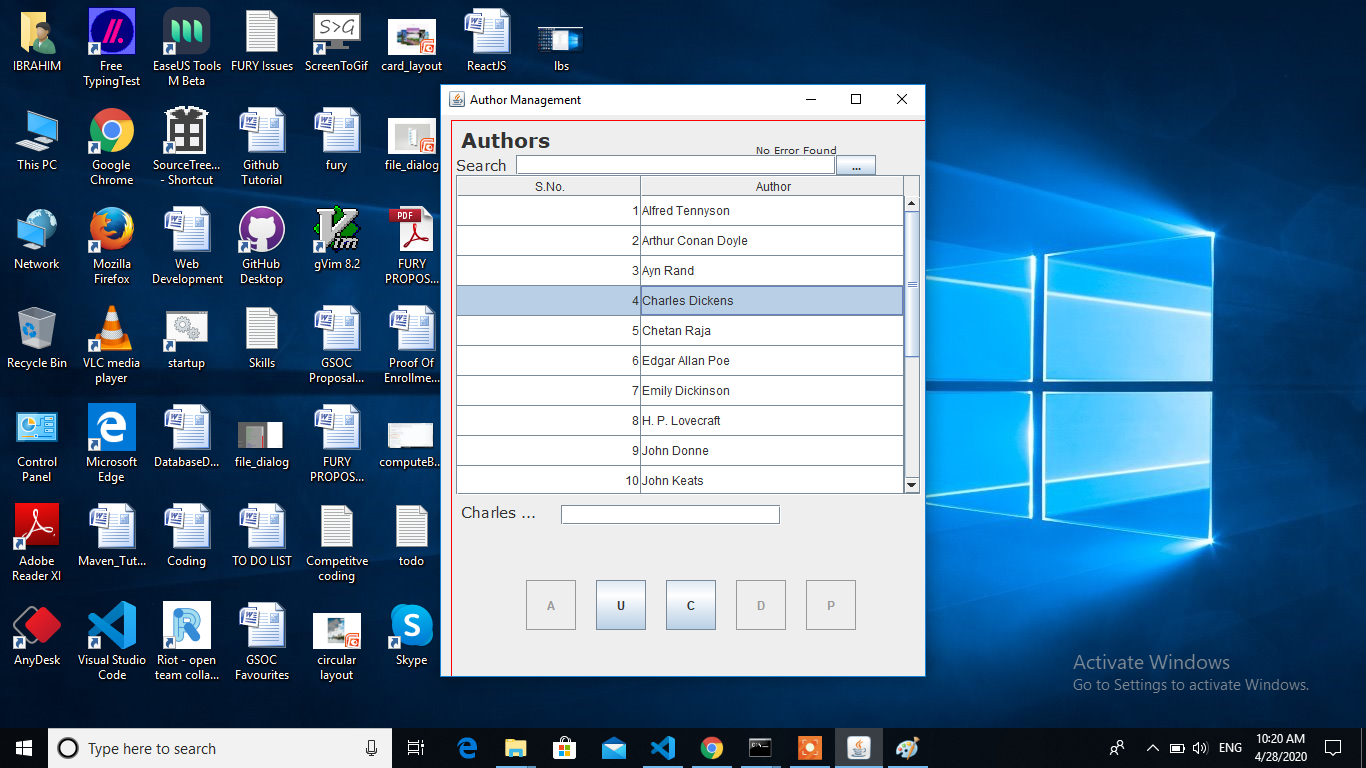 IBRAHIM
Free TypingTest
EaseUS Tools M Beta
FURY Issues
ScreenToGif
card_layout
ReactJS
lbs
This PC
Google Chrome
SourceTree... - Shortcut
Github Tutorial
fury
file_dialog
Network
Mozilla Firefox
Web Development
GitHub Desktop
gVim 8.2
FURY PROPOS...
Recycle Bin
VLC media player
startup
Skills
GSOC Proposal...
Proof Of Enrollme...
Control Panel
Microsoft Edge
DatabaseD...
file_dialog
FURY PROPOS...
computeB...
Adobe Reader XI
Maven_Tut...
Coding
TO DO LIST
Competitve coding
todo
AnyDesk
Visual Studio Code
Riot - open team colla...
GSOC Favourites
circular layout
Skype
S>G
PDF
Vim
Author Management
Authors
No Error Found
Search
...
S.No. Author
1 Alfred Tennyson
2 Arthur Conan Doyle
3 Ayn Rand
4 Charles Dickens
5 Chetan Raja
6 Edgar Allan Poe
7 Emily Dickinson
8 H. P. Lovecraft
9 John Donne
10 John Keats
Charles ...
A U C D P
Activate Windows
Go to Settings to activate Windows.
Type here to search
ENG
10:20 AM
4/28/2020